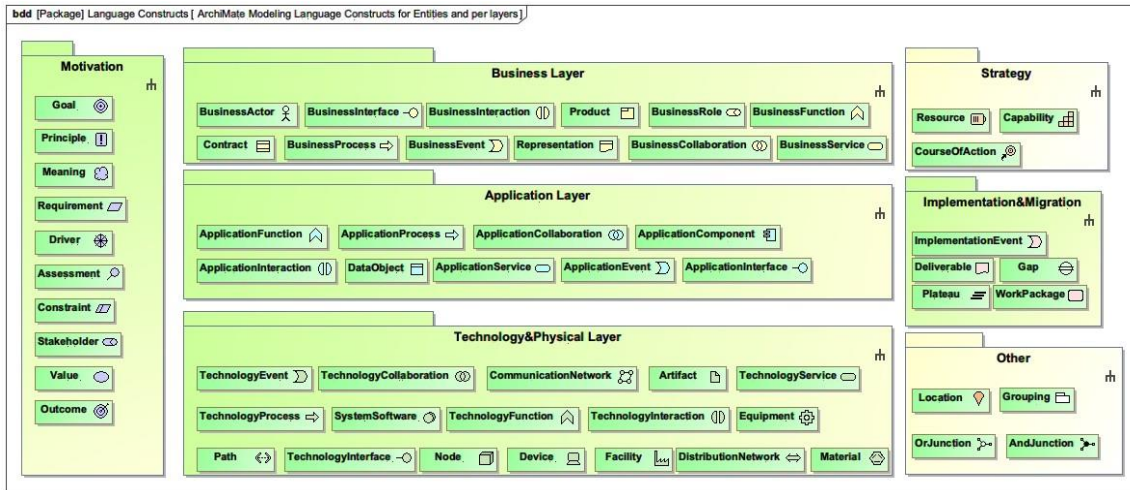 bdd [Package] Language Constructs [ ArchiMate Modeling Language Constructs for Entities and per layers]
Motivation
Goal
Principle
Meaning
Requirement
Driver
Assessment
Constraint
Stakeholder
Value
Outcome
Business Layer
BusinessActor BusinessInterface BusinessInteraction Product BusinessRole BusinessFunction
Contract BusinessProcess BusinessEvent Representation BusinessCollaboration BusinessService
Application Layer
ApplicationFunction ApplicationProcess ApplicationCollaboration ApplicationComponent
ApplicationInteraction DataObject ApplicationService ApplicationEvent ApplicationInterface
Technology&Physical Layer
TechnologyEvent TechnologyCollaboration CommunicationNetwork Artifact TechnologyService
TechnologyProcess SystemSoftware TechnologyFunction TechnologyInteraction Equipment
Path TechnologyInterface Node Device Facility DistributionNetwork Material
Strategy
Resource Capability
CourseOfAction
Implementation&Migration
ImplementationEvent
Deliverable Gap
Plateau WorkPackage
Other
Location Grouping
OrJunction AndJunction